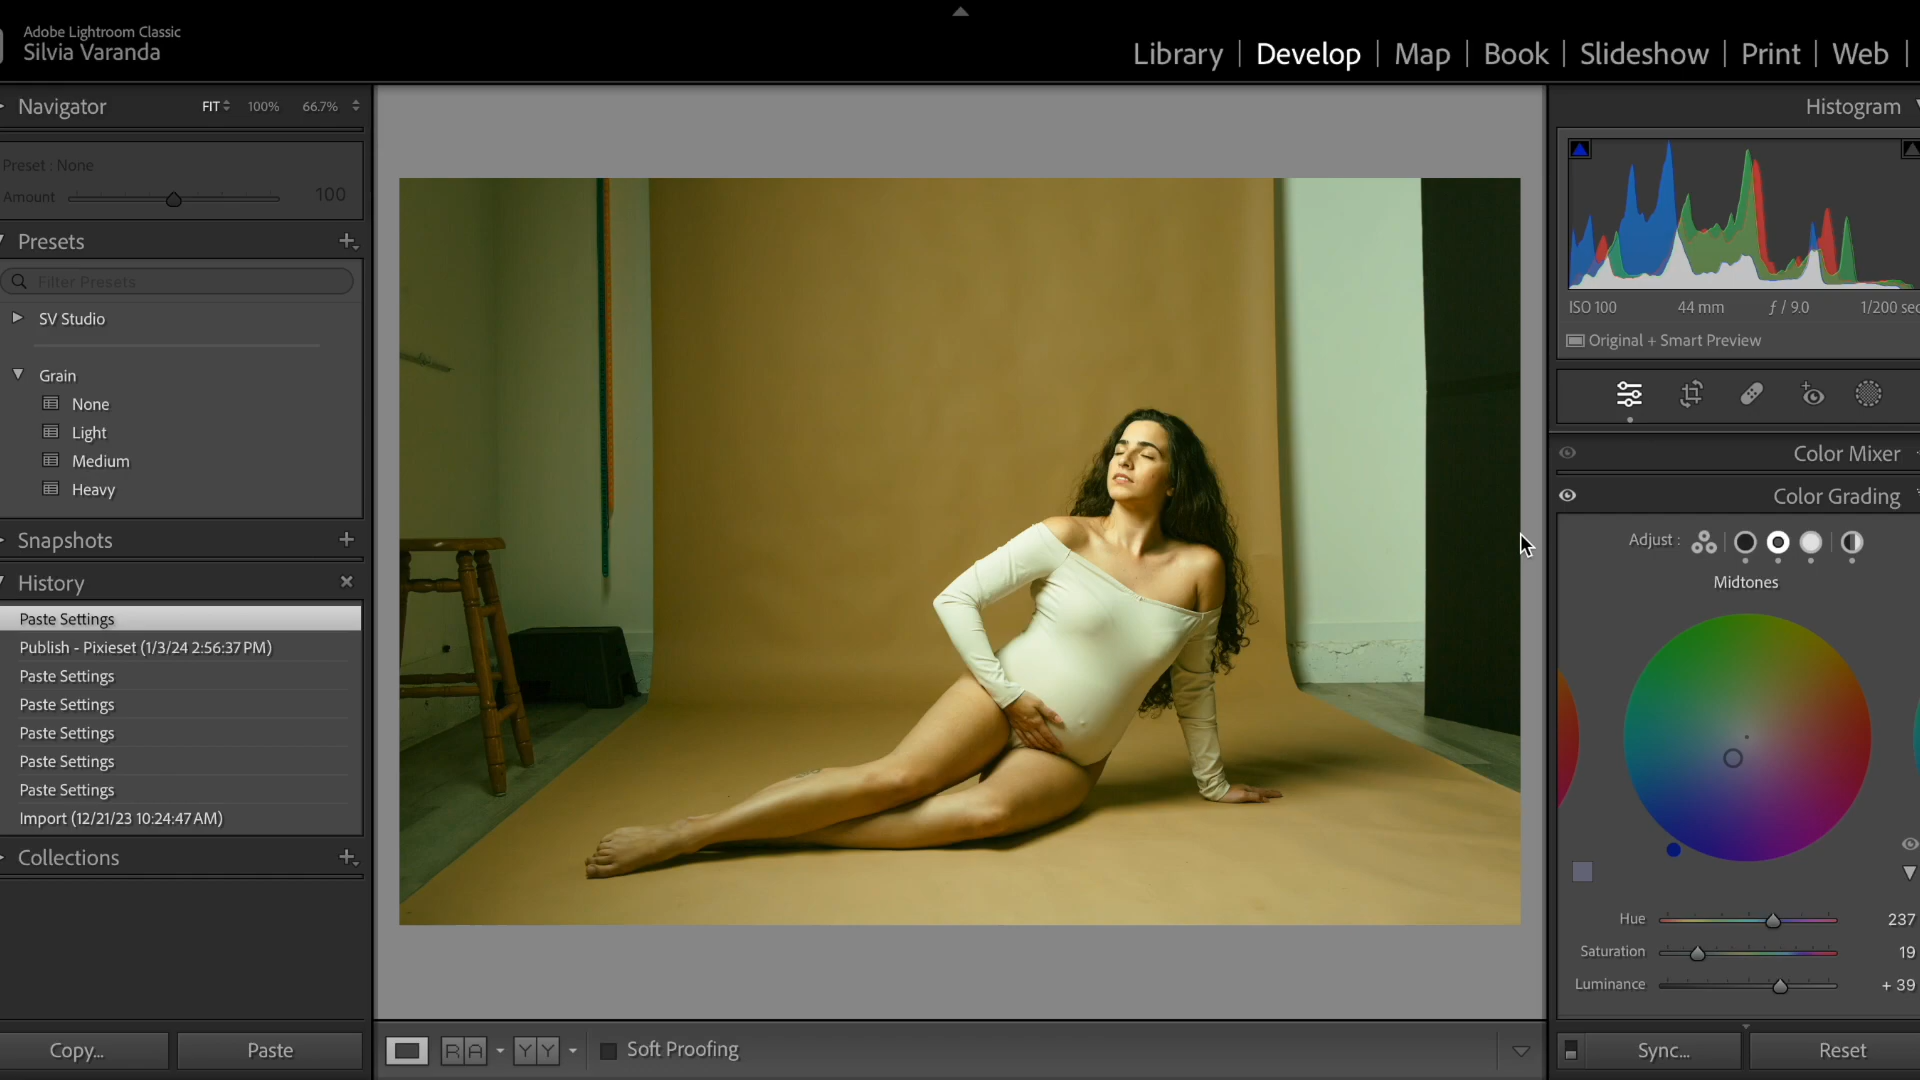 Adobe Lightroom Classic
Silvia Varanda
Library | Develop | Map | Book | Slideshow | Print | Web |
Navigator FIT 100% 66.7%
Preset : None
Amount 100
Presets
Filter Presets
SV Studio
Grain
None
Light
Medium
Heavy
Snapshots
History
Paste Settings
Publish - Pixieset (1/3/24 2:56:37 PM)
Paste Settings
Paste Settings
Paste Settings
Paste Settings
Paste Settings
Import (12/21/23 10:24:47 AM)
Collections
Copy... Paste
R A Y Y Soft Proofing
Histogram
ISO 100 44 mm ƒ / 9.0 1/200 sec
Original + Smart Preview
Color Mixer
Color Grading
Adjust :
Midtones
Hue 237
Saturation 19
Luminance + 39
Sync... Reset